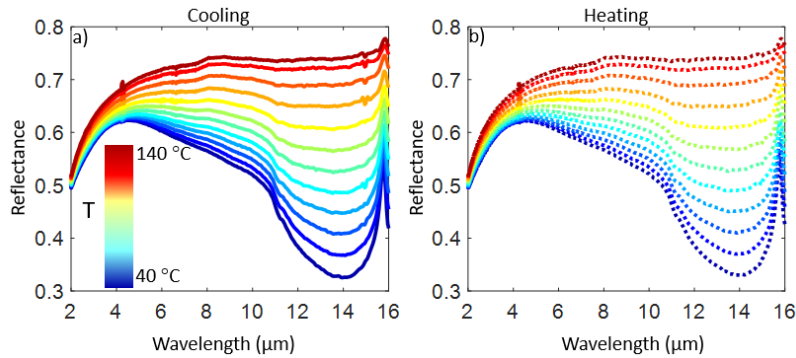 Cooling
a)
Reflectance
0.8
0.7
0.6
0.5
0.4
0.3
140 °C
T
40 °C
2 4 6 8 10 12 14 16
Wavelength (μm)
Heating
b)
Reflectance
0.8
0.7
0.6
0.5
0.4
0.3
2 4 6 8 10 12 14 16
Wavelength (μm)